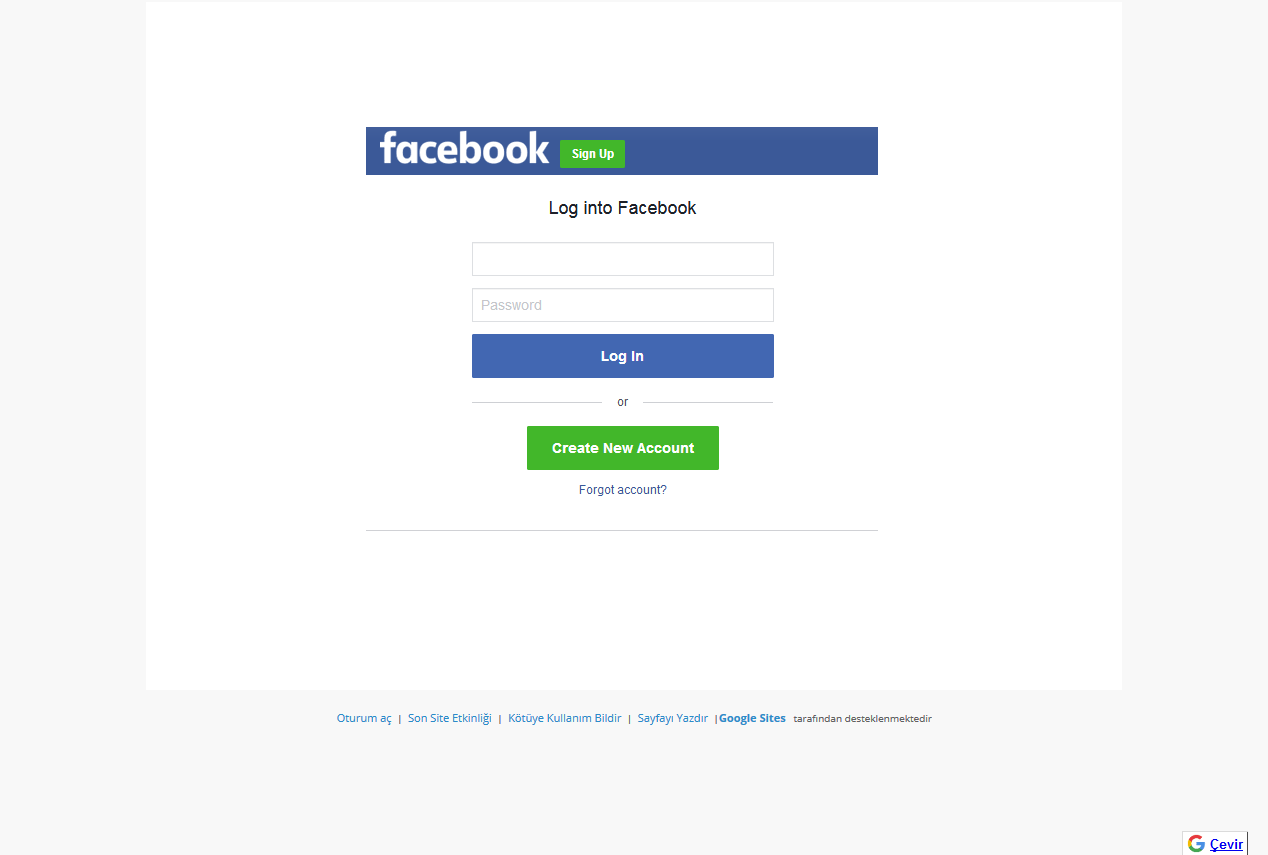 facebook Sign Up
Log into Facebook
Password
Log In
or
Create New Account
Forgot account?
Oturum aç | Son Site Etkinliği | Kötüye Kullanım Bildir | Sayfayı Yazdır | Google Sites tarafından desteklenmektedir
G Çevir